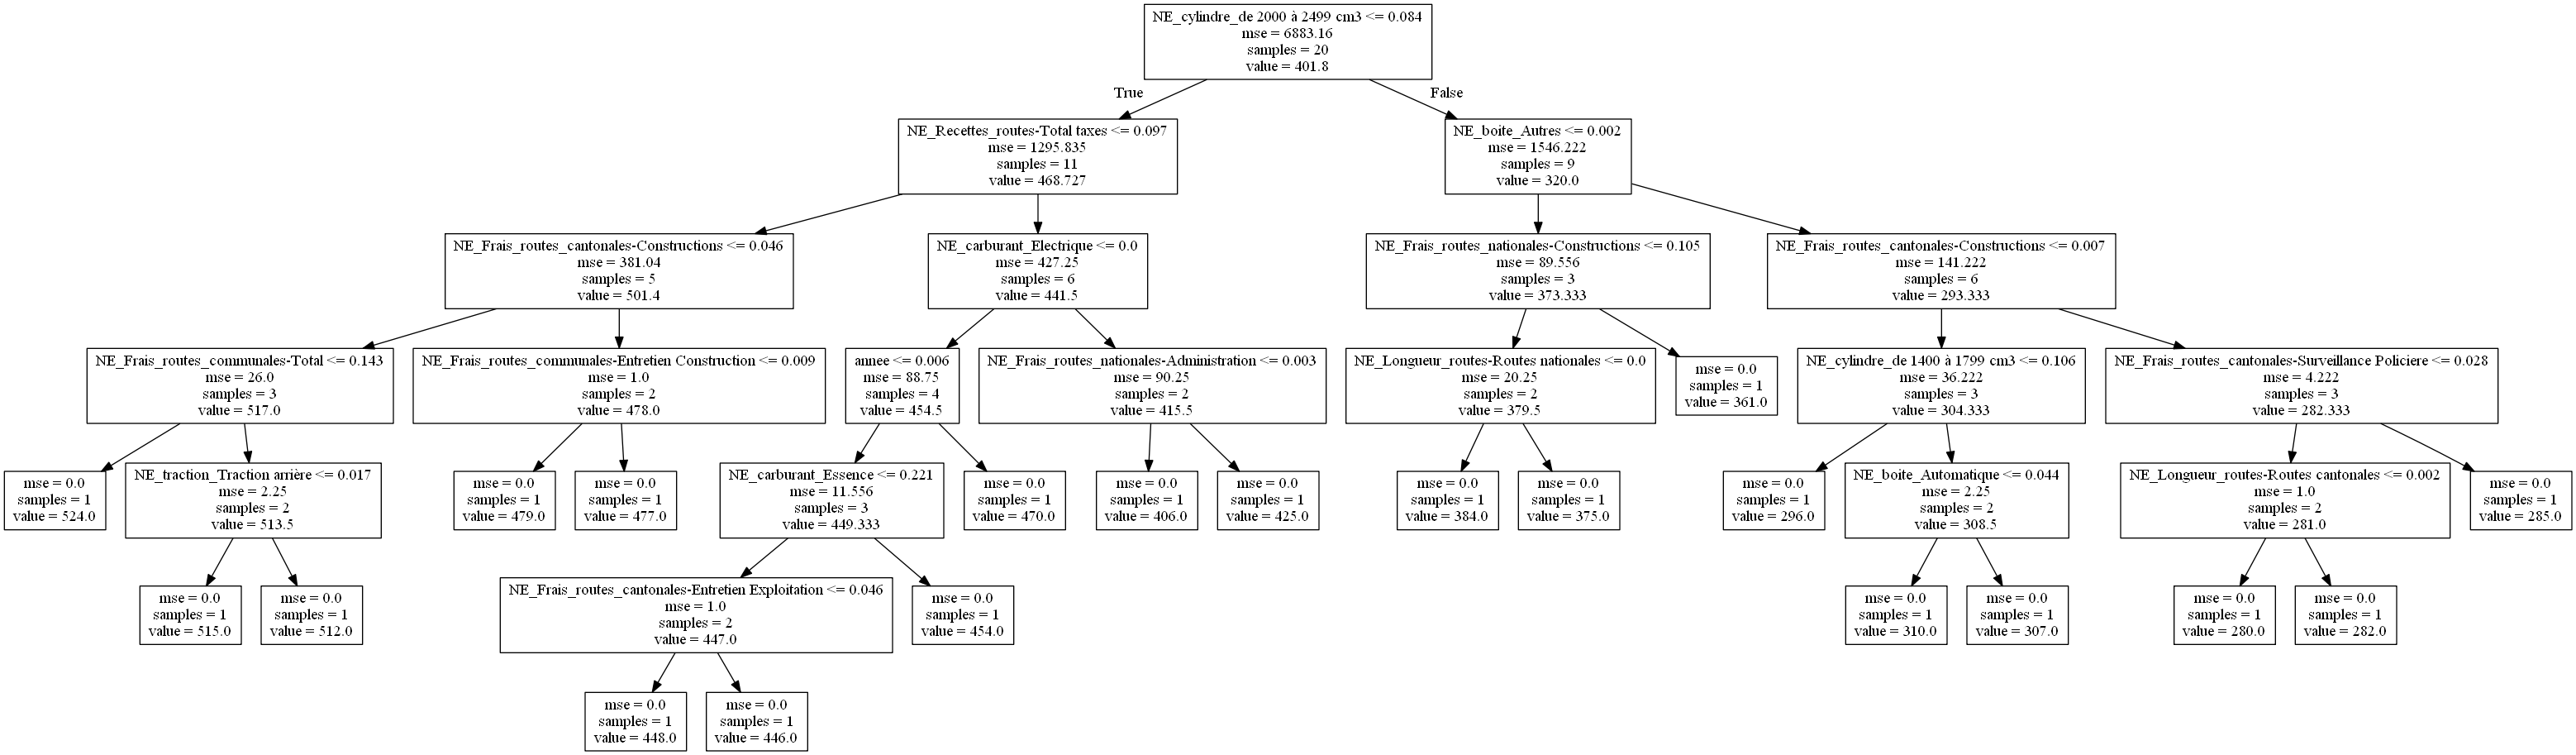 NE_cylindre_de 2000 à 2499 cm3 <= 0.084
mse = 6883.16
samples = 20
value = 401.8
True
False
NE_Recettes_routes-Total taxes <= 0.097
mse = 1295.835
samples = 11
value = 468.727
NE_boite_Autres <= 0.002
mse = 1546.222
samples = 9
value = 320.0
NE_Frais_routes_cantonales-Constructions <= 0.046
mse = 381.04
samples = 5
value = 501.4
NE_carburant_Electrique <= 0.0
mse = 427.25
samples = 6
value = 441.5
NE_Frais_routes_nationales-Constructions <= 0.105
mse = 89.556
samples = 3
value = 373.333
NE_Frais_routes_cantonales-Constructions <= 0.007
mse = 141.222
samples = 6
value = 293.333
NE_Frais_routes_communales-Total <= 0.143
mse = 26.0
samples = 3
value = 517.0
NE_Frais_routes_communales-Entretien Construction <= 0.009
mse = 1.0
samples = 2
value = 478.0
annee <= 0.006
mse = 88.75
samples = 4
value = 454.5
NE_Frais_routes_nationales-Administration <= 0.003
mse = 90.25
samples = 2
value = 415.5
NE_Longueur_routes-Routes nationales <= 0.0
mse = 20.25
samples = 2
value = 379.5
mse = 0.0
samples = 1
value = 361.0
NE_cylindre_de 1400 à 1799 cm3 <= 0.106
mse = 36.222
samples = 3
value = 304.333
NE_Frais_routes_cantonales-Surveillance Policiere <= 0.028
mse = 4.222
samples = 3
value = 282.333
mse = 0.0
samples = 1
value = 524.0
NE_traction_Traction arrière <= 0.017
mse = 2.25
samples = 2
value = 513.5
mse = 0.0
samples = 1
value = 479.0
mse = 0.0
samples = 1
value = 477.0
NE_carburant_Essence <= 0.221
mse = 11.556
samples = 3
value = 449.333
mse = 0.0
samples = 1
value = 470.0
mse = 0.0
samples = 1
value = 406.0
mse = 0.0
samples = 1
value = 425.0
mse = 0.0
samples = 1
value = 384.0
mse = 0.0
samples = 1
value = 375.0
mse = 0.0
samples = 1
value = 296.0
NE_boite_Automatique <= 0.044
mse = 2.25
samples = 2
value = 308.5
NE_Longueur_routes-Routes cantonales <= 0.002
mse = 1.0
samples = 2
value = 281.0
mse = 0.0
samples = 1
value = 285.0
mse = 0.0
samples = 1
value = 515.0
mse = 0.0
samples = 1
value = 512.0
NE_Frais_routes_cantonales-Entretien Exploitation <= 0.046
mse = 1.0
samples = 2
value = 447.0
mse = 0.0
samples = 1
value = 454.0
mse = 0.0
samples = 1
value = 310.0
mse = 0.0
samples = 1
value = 307.0
mse = 0.0
samples = 1
value = 280.0
mse = 0.0
samples = 1
value = 282.0
mse = 0.0
samples = 1
value = 448.0
mse = 0.0
samples = 1
value = 446.0